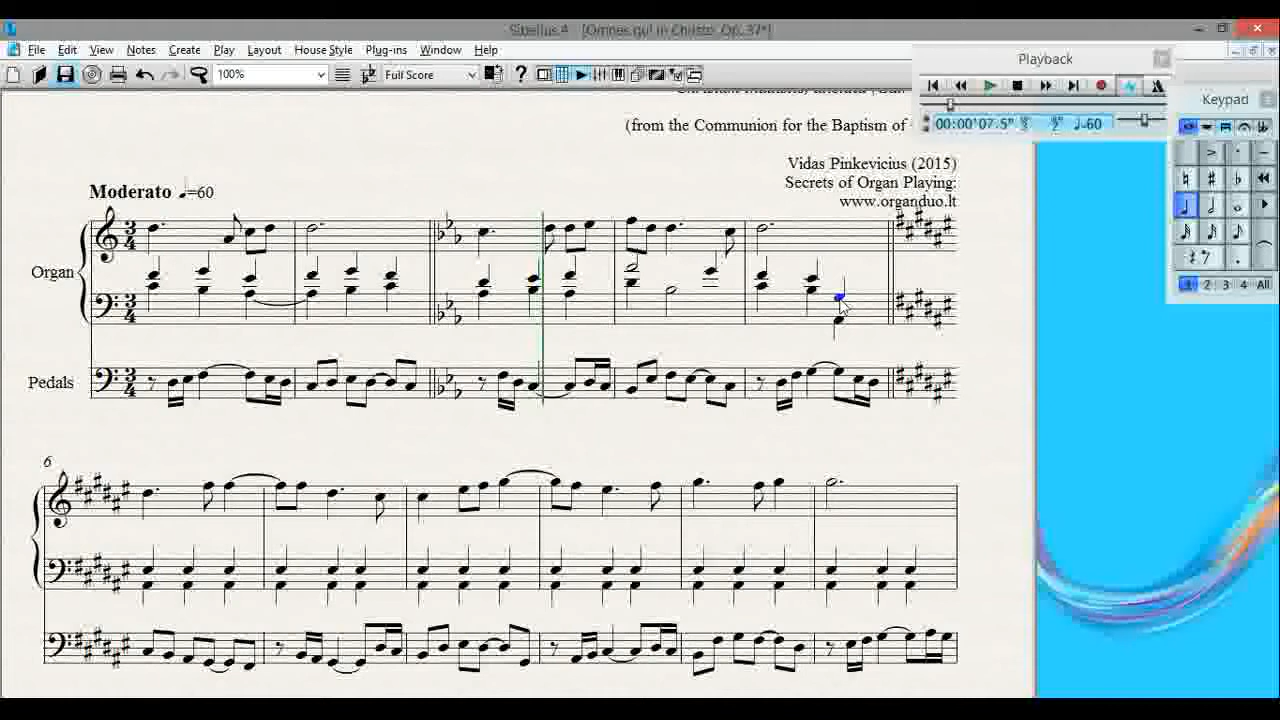 Sibelius 4 - [Omnes qui in Christo, Op. 37*]
File Edit View Notes Create Play Layout House Style Plug-ins Window Help
100% Full Score
Playback
00:00'07.5" =60
Keypad
1 2 3 4 All
(from the Communion for the Baptism of
Vidas Pinkevicius (2015)
Secrets of Organ Playing:
www.organduo.lt
Moderato =60
Organ
3
4
Pedals
6